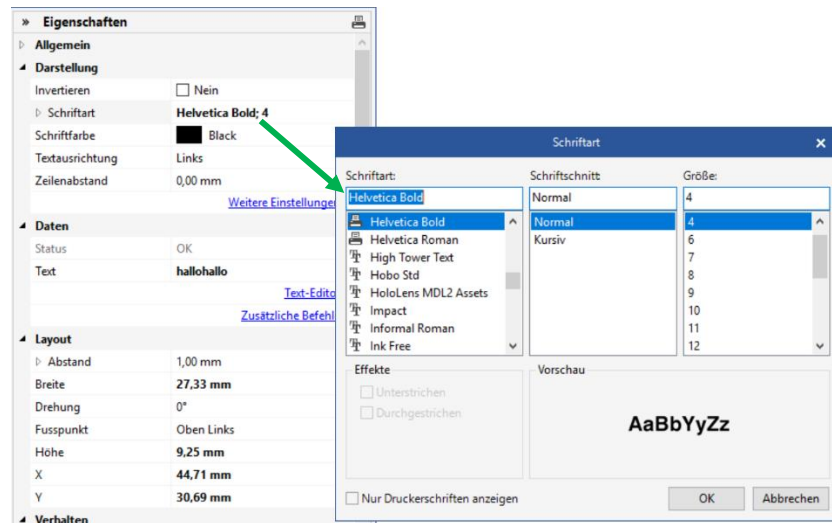 » Eigenschaften
Allgemein
Darstellung
Invertieren Nein
Schriftart Helvetica Bold; 4
Schriftfarbe Black
Textausrichtung Links
Zeilenabstand 0,00 mm
Weitere Einstellungen
Daten
Status OK
Text hallohallo
Text-Edito
Zusätzliche Befehl
Layout
Abstand 1,00 mm
Breite 27,33 mm
Drehung 0°
Fusspunkt Oben Links
Höhe 9,25 mm
X 44,71 mm
Y 30,69 mm
Verhalten
Schriftart
Schriftart: Schriftschnitt Größe:
Helvetica Bold Normal 4
Helvetica Bold Normal 4
Helvetica Roman Kursiv 6
High Tower Text 7
Hobo Std 8
HoloLens MDL2 Assets 9
Impact 10
Informal Roman 11
Ink Free 12
Effekte Vorschau
Unterstrichen
Durchgestrichen
AaBbYyZz
Nur Druckerschriften anzeigen OK Abbrechen